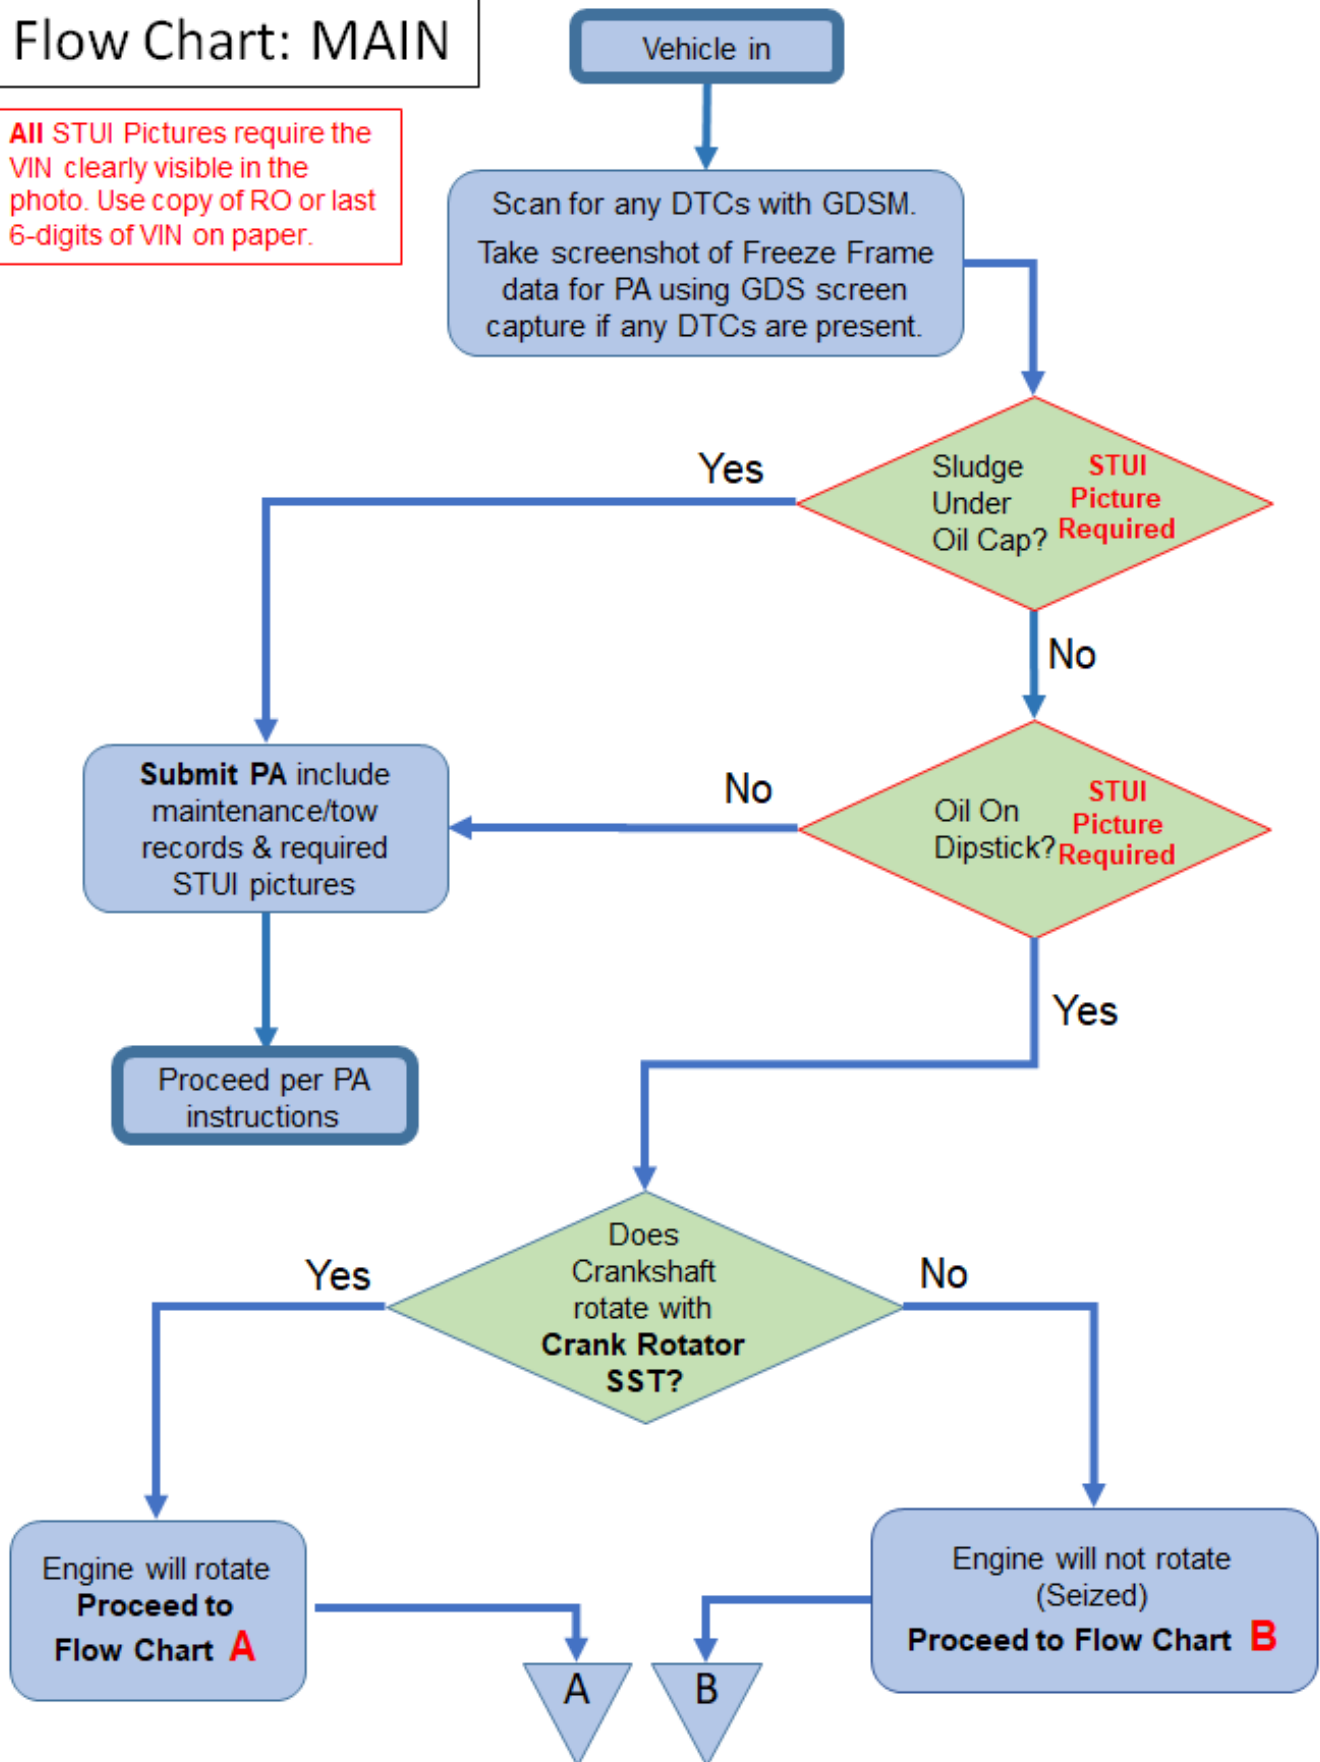 Flow Chart: MAIN
Vehicle in
All STUI Pictures require the
VIN clearly visible in the
photo. Use copy of RO or last
6-digits of VIN on paper.
Scan for any DTCs with GDSM.
Take screenshot of Freeze Frame
data for PA using GDS screen
capture if any DTCs are present.
Yes
Sludge
Under
Oil Cap?
STUI
Picture
Required
No
Submit PA include
maintenance/tow
records & required
STUI pictures
No
Oil On
Dipstick?
STUI
Picture
Required
Yes
Proceed per PA
instructions
Does
Crankshaft
rotate with
Crank Rotator
SST?
Yes
No
Engine will rotate
Proceed to
Flow Chart A
Engine will not rotate
(Seized)
Proceed to Flow Chart B
A
B